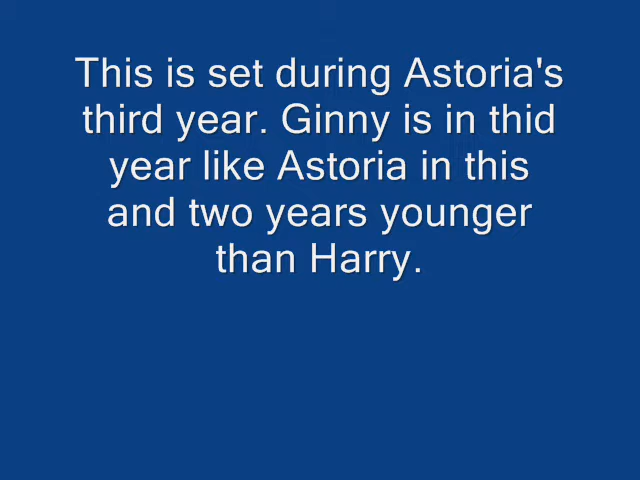 This is set during Astoria's
third year. Ginny is in thid
year like Astoria in this
and two years younger
than Harry.